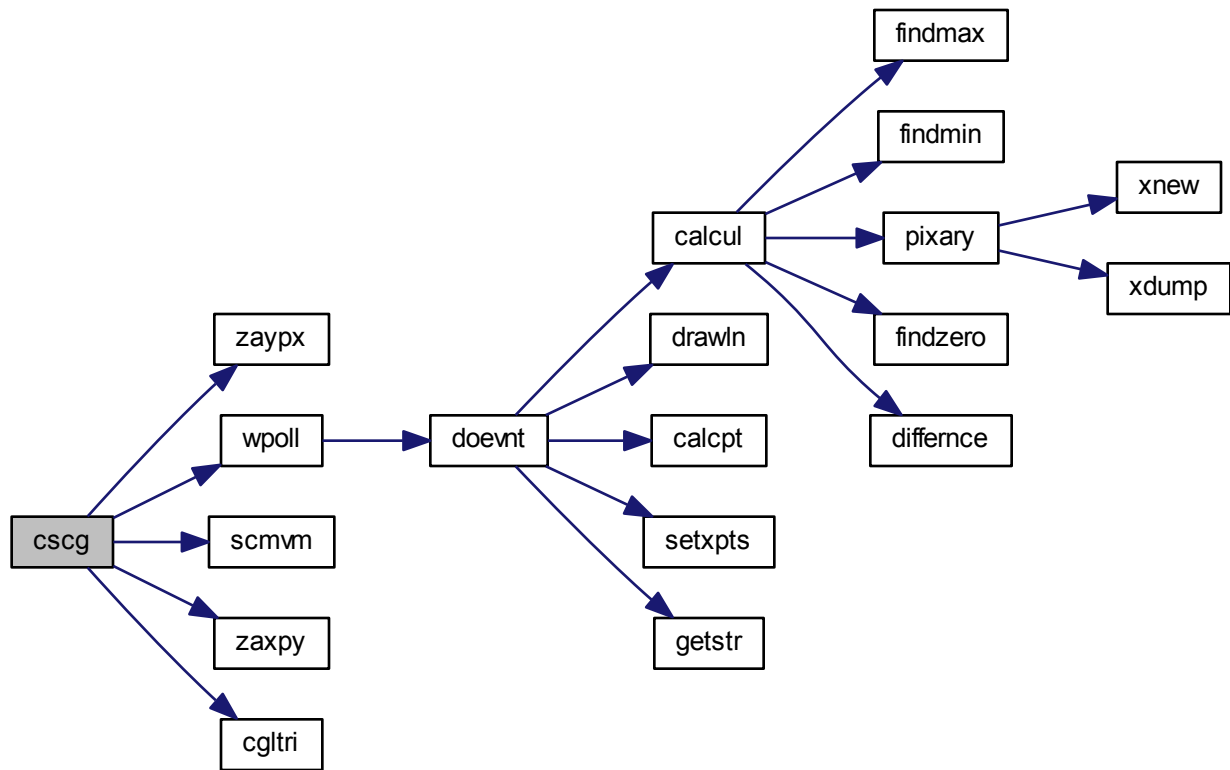 findmax
findmin
xnew
calcul
pixary
xdump
zaypx
drawln
findzero
wpoll
doevnt
calcpt
differnce
cscg
scmvm
setxpts
zaxpy
getstr
cgltri